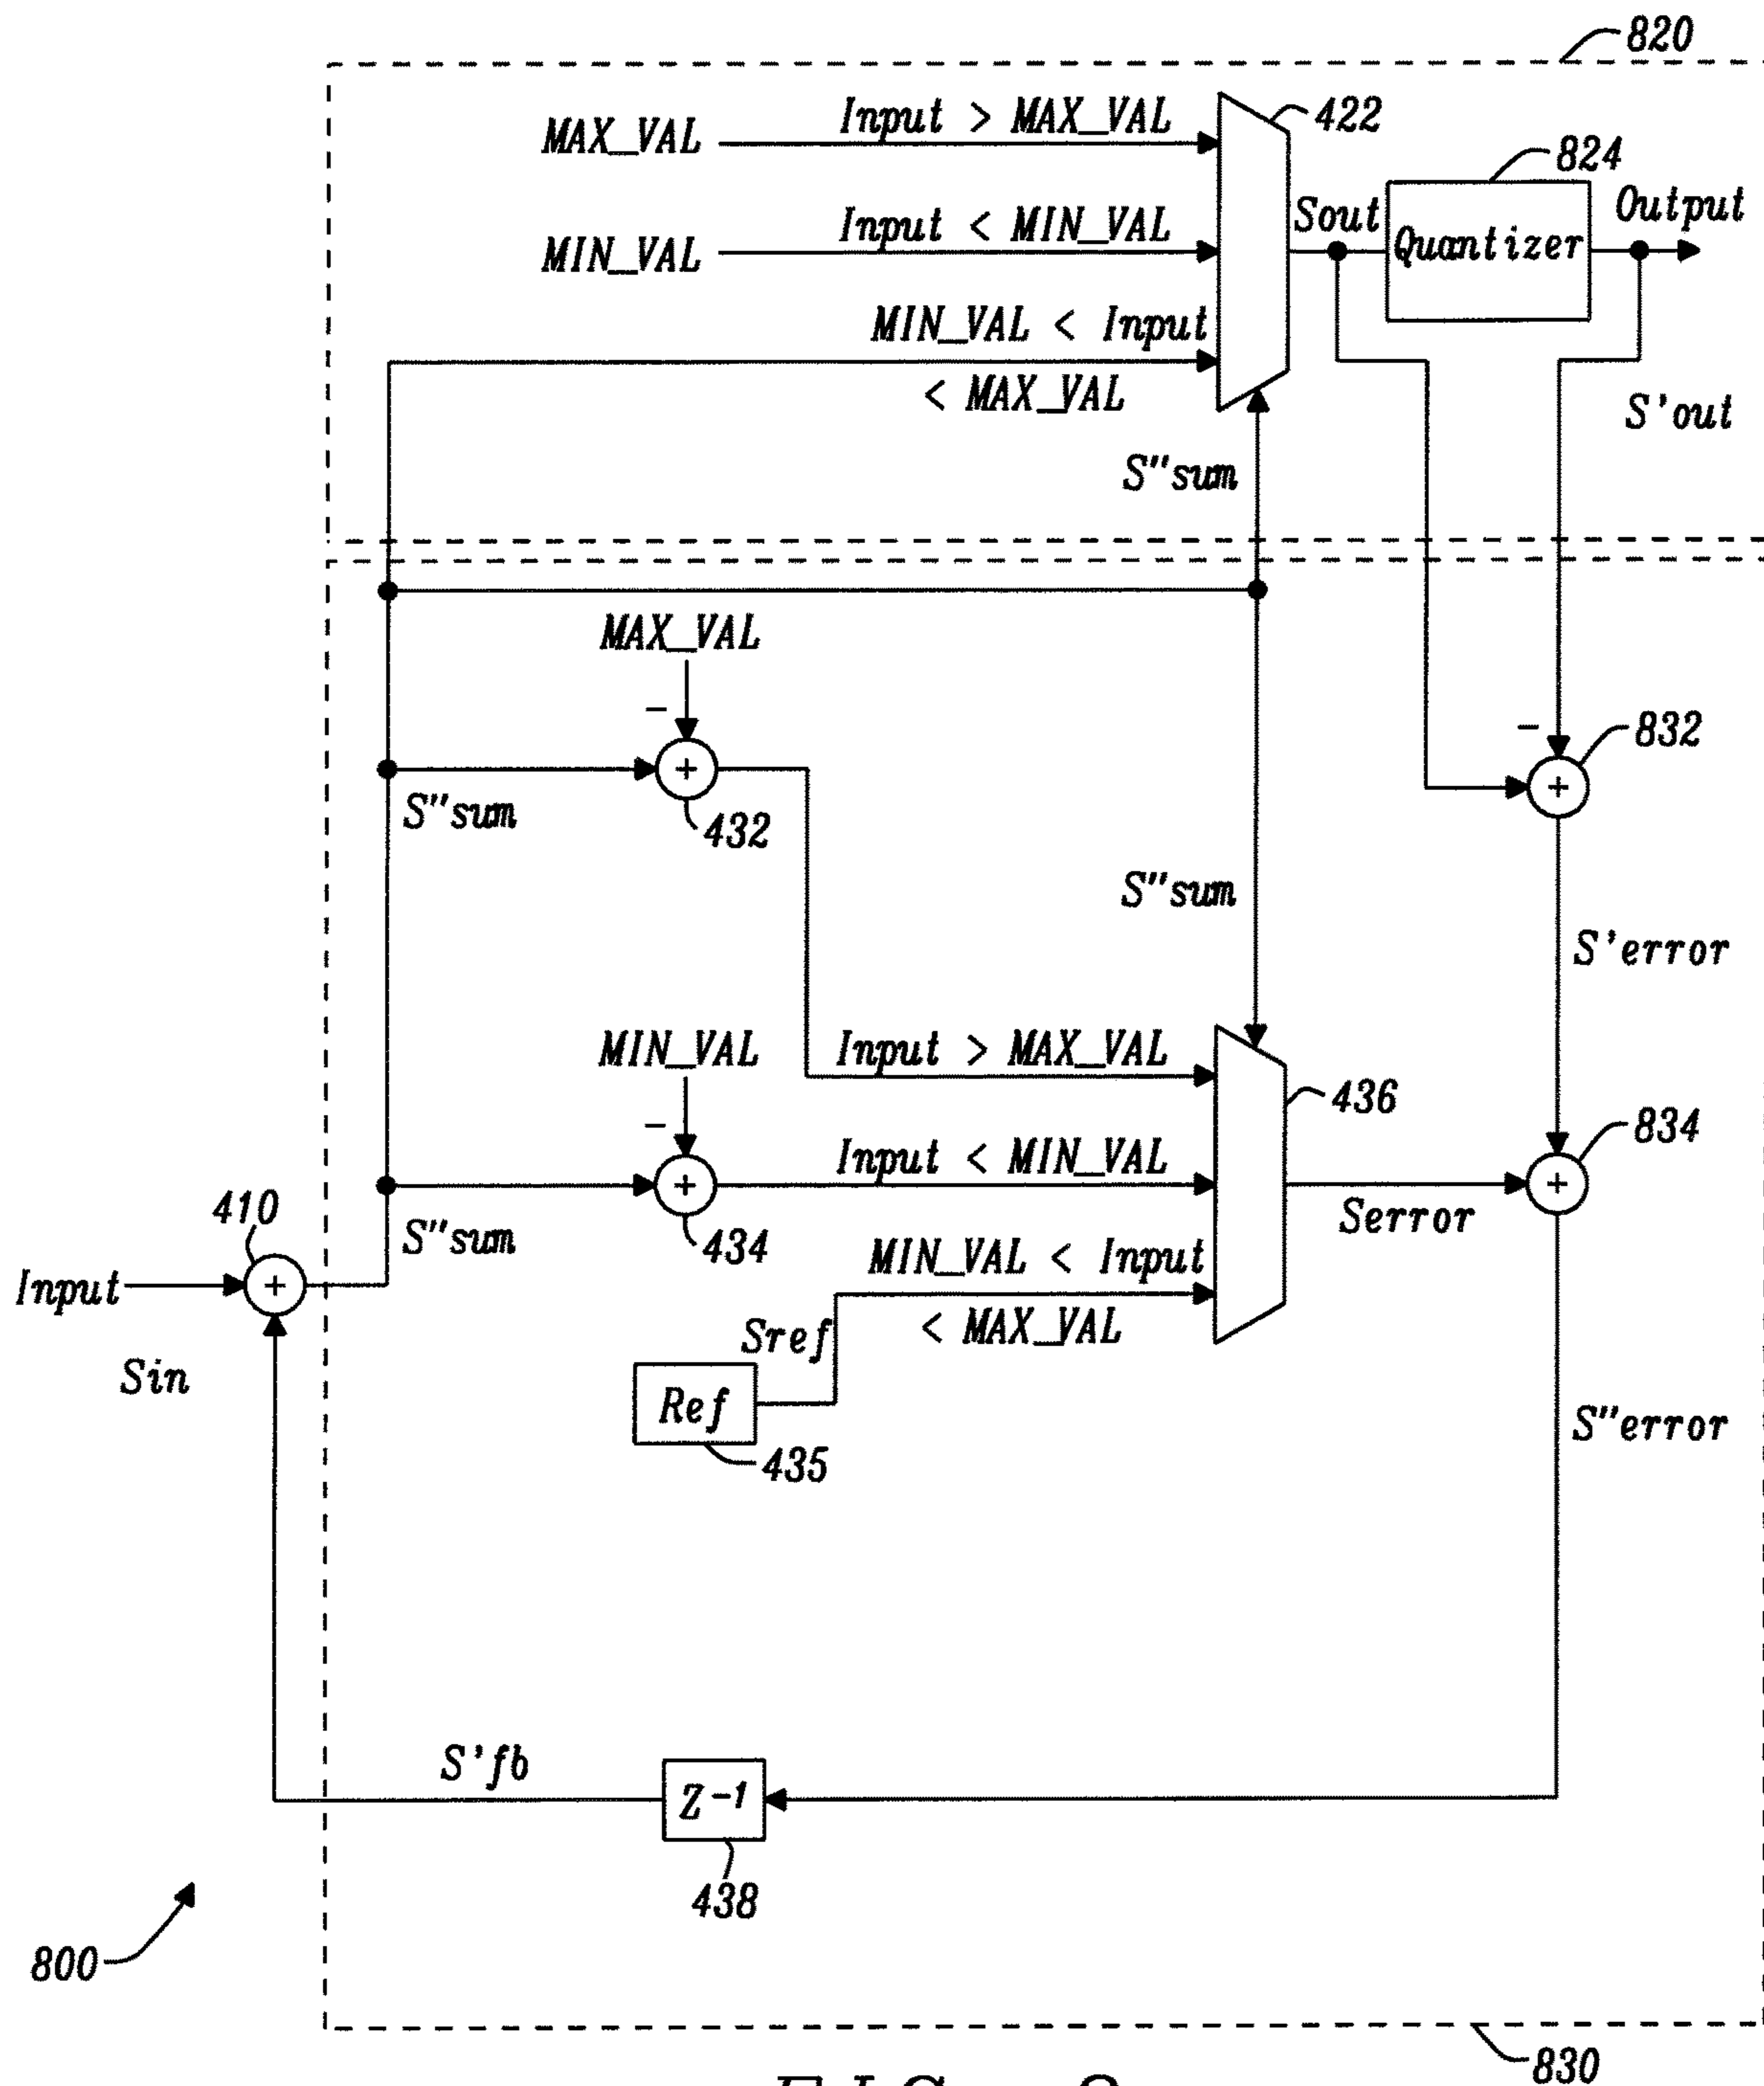 820
MAX_VAL
Input > MAX_VAL
422
824
MIN_VAL
Input < MIN_VAL
Sout
Quantizer
Output
MIN_VAL < Input
< MAX_VAL
S'out
S"sum
MAX_VAL
-
+
432
S"sum
-
+
832
S"sum
S'error
MIN_VAL
-
+
434
S"sum
Input > MAX_VAL
436
Input < MIN_VAL
Serror
+
834
410
Input
+
Sin
MIN_VAL < Input
< MAX_VAL
Sref
Ref
435
S"error
S'fb
Z-1
438
800
830